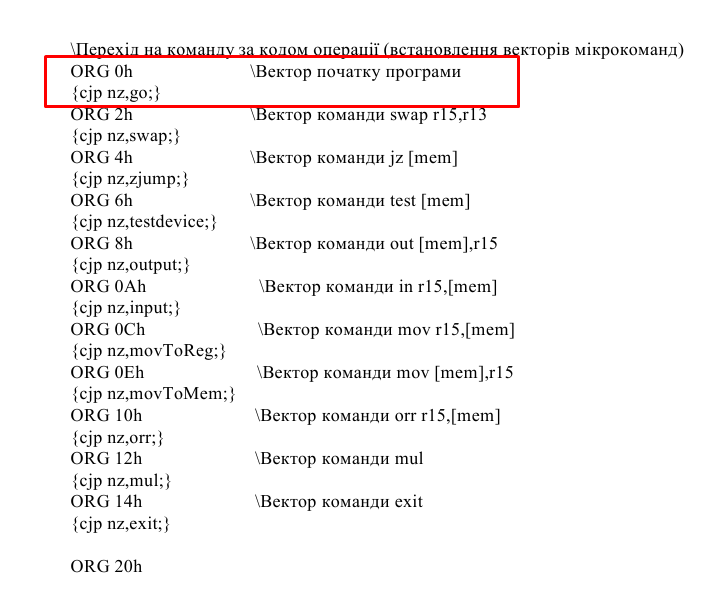 \Перехід на команду за кодом операції (встановлення векторів мікрокоманд)
ORG 0h \Вектор початку програми
{cjp nz,go;}
ORG 2h \Вектор команди swap r15,r13
{cjp nz,swap;}
ORG 4h \Вектор команди jz [mem]
{cjp nz,zjump;}
ORG 6h \Вектор команди test [mem]
{cjp nz,testdevice;}
ORG 8h \Вектор команди out [mem],r15
{cjp nz,output;}
ORG 0Ah \Вектор команди in r15,[mem]
{cjp nz,input;}
ORG 0Ch \Вектор команди mov r15,[mem]
{cjp nz,movToReg;}
ORG 0Eh \Вектор команди mov [mem],r15
{cjp nz,movToMem;}
ORG 10h \Вектор команди orr r15,[mem]
{cjp nz,orr;}
ORG 12h \Вектор команди mul
{cjp nz,mul;}
ORG 14h \Вектор команди exit
{cjp nz,exit;}
ORG 20h